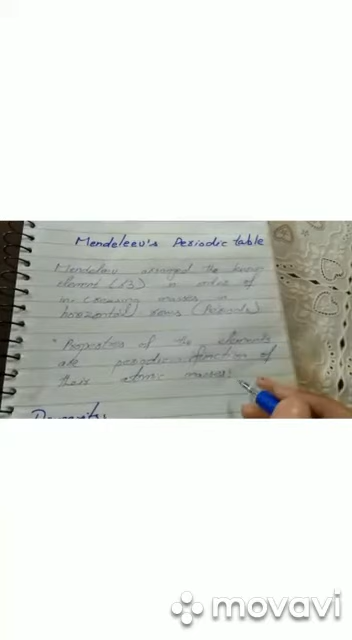 Mendeleev's Periodic table
Mendeleev arranged the known
element (63) in order of
increasing masses in
horizontal rows (Periods).
"Properties of the elements
are periodic function of
their atomic masses"
movavi